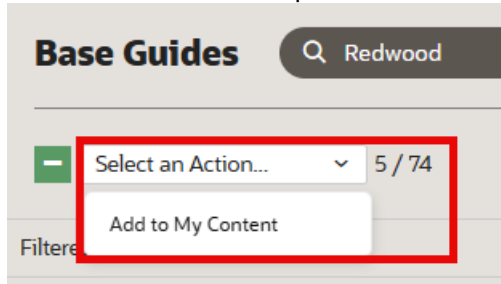 Base Guides
Redwood
Select an Action...
5 / 74
Add to My Content
Filtere